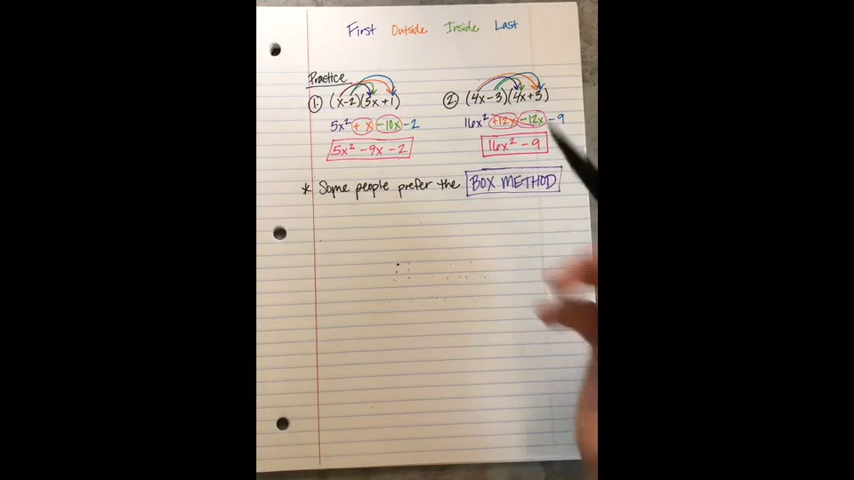 First Outside Inside Last
Practice
1. (x-2)(5x+1)
5x² + x -10x -2
5x² - 9x - 2
2. (4x-3)(4x+3)
16x² +12x -12x -9
16x² - 9
* Some people prefer the BOX METHOD